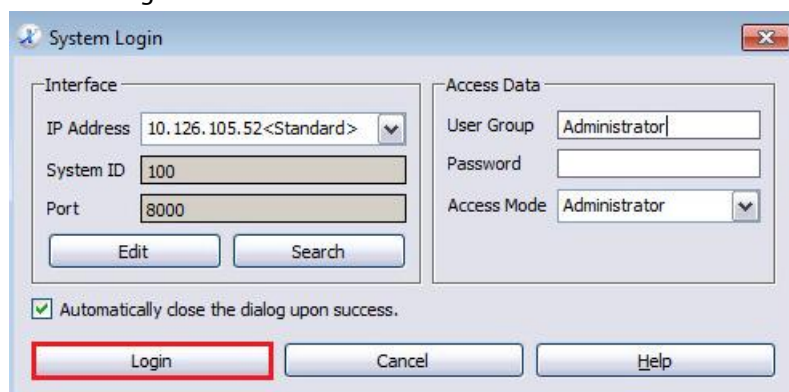 System Login
Interface
IP Address 10.126.105.52<Standard>
System ID 100
Port 8000
Edit Search
Access Data
User Group Administrator
Password
Access Mode Administrator
Automatically close the dialog upon success.
Login Cancel Help